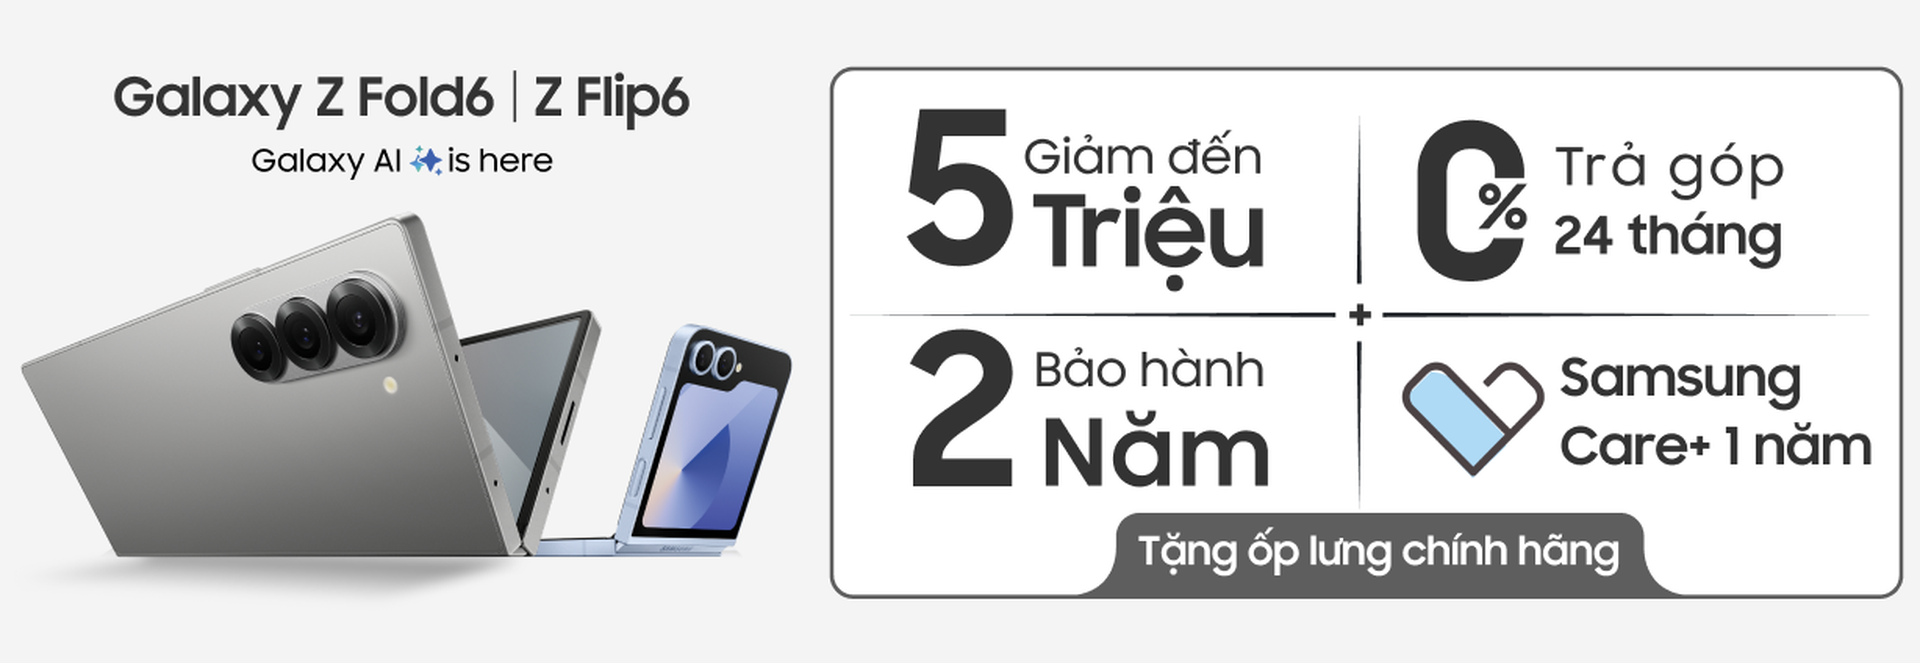 Galaxy Z Fold6 | Z Flip6
Galaxy AI is here
Giảm đến
5 Triệu
0% Trả góp
24 tháng
+
2 Bảo hành
Năm
Samsung
Care+ 1 năm
Tặng ốp lưng chính hãng
SAMSUNG